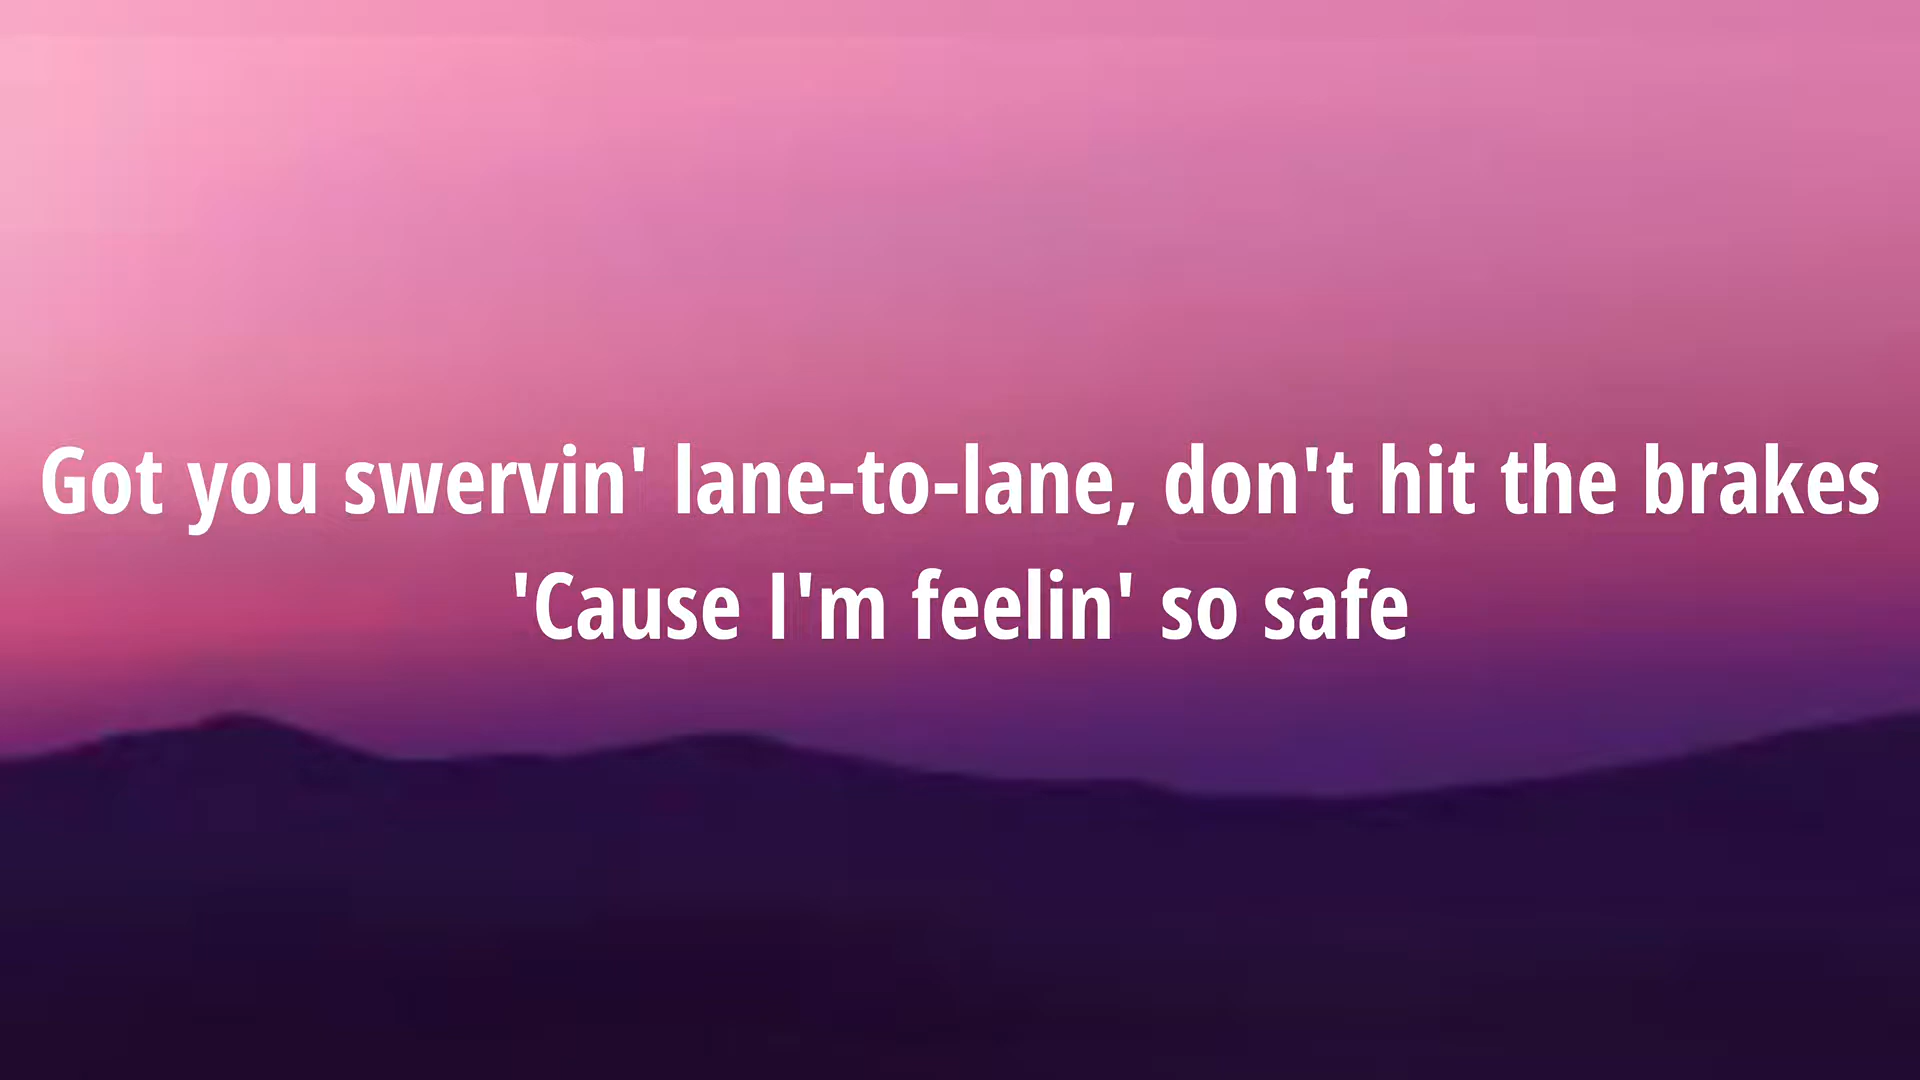 Got you swervin' lane-to-lane, don't hit the brakes
'Cause I'm feelin' so safe